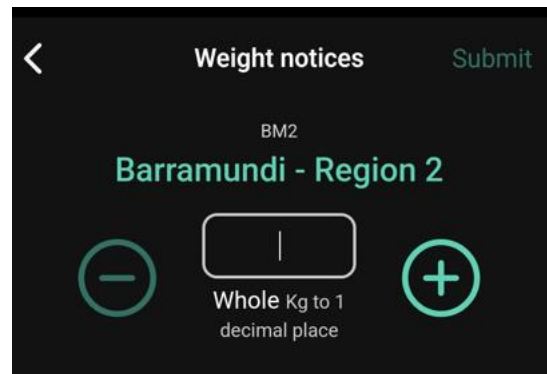 Weight notices Submit
BM2
Barramundi - Region 2
Whole Kg to 1
decimal place